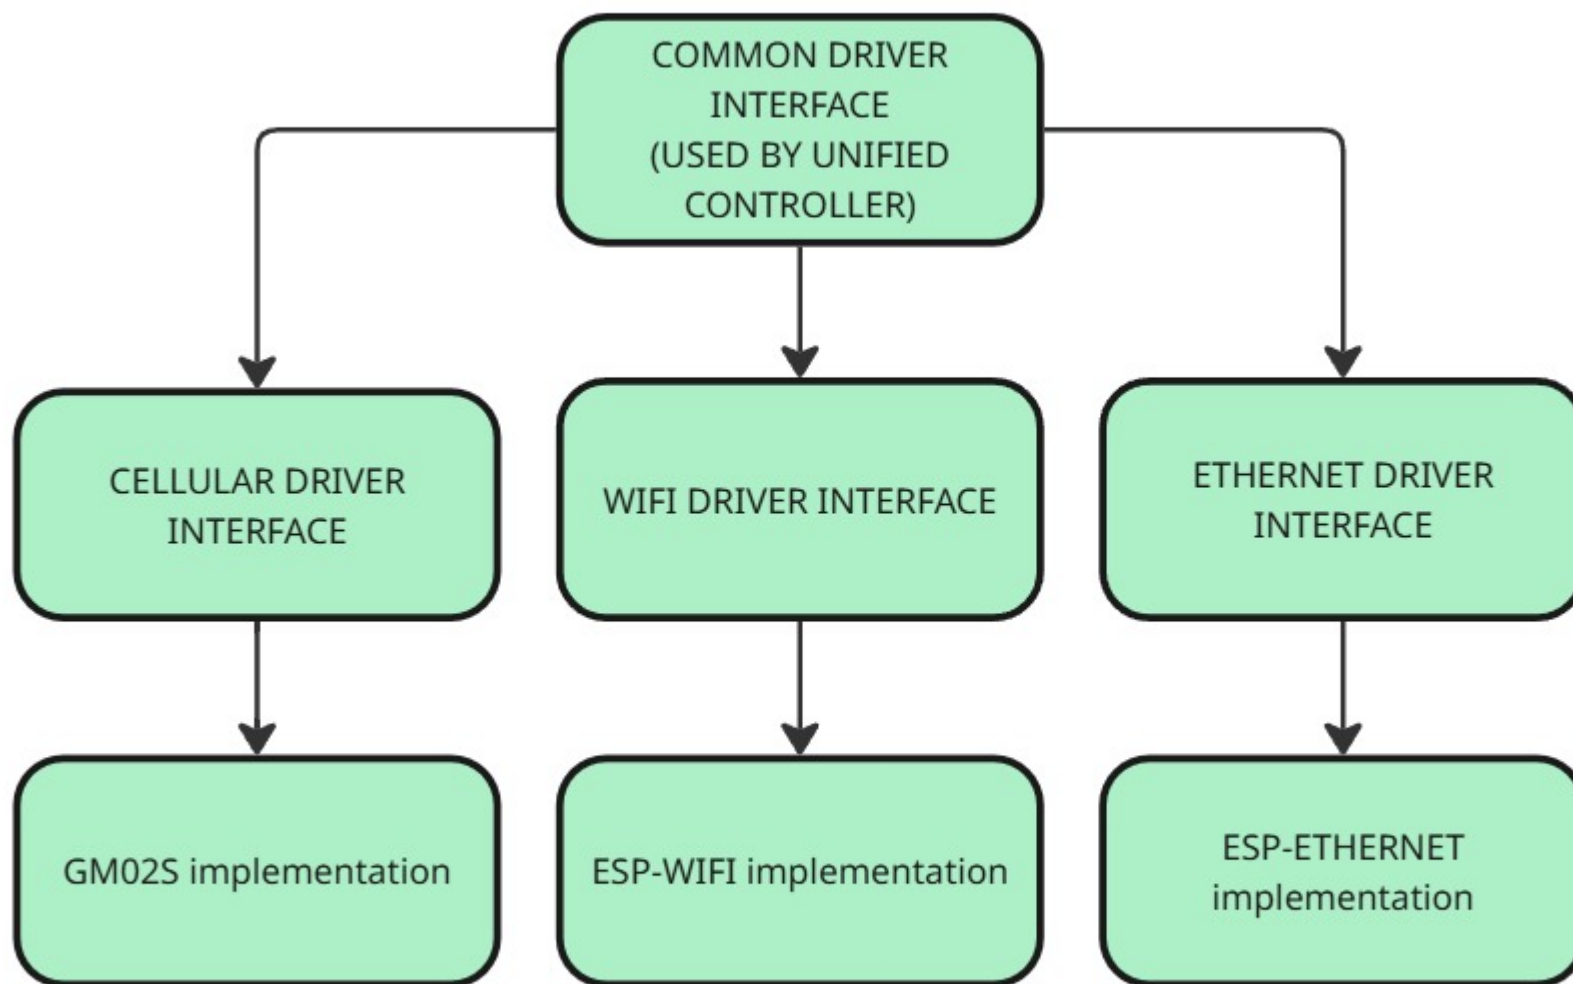 COMMON DRIVER
INTERFACE
(USED BY UNIFIED
CONTROLLER)
CELLULAR DRIVER
INTERFACE
WIFI DRIVER INTERFACE
ETHERNET DRIVER
INTERFACE
GM02S implementation
ESP-WIFI implementation
ESP-ETHERNET
implementation